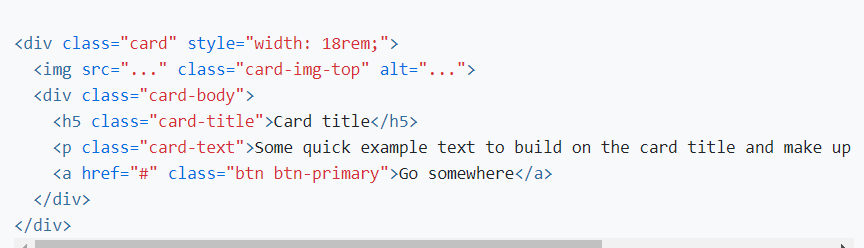 <div class="card" style="width: 18rem;">
  <img src="..." class="card-img-top" alt="...">
  <div class="card-body">
    <h5 class="card-title">Card title</h5>
    <p class="card-text">Some quick example text to build on the card title and make up
    <a href="#" class="btn btn-primary">Go somewhere</a>
  </div>
</div>